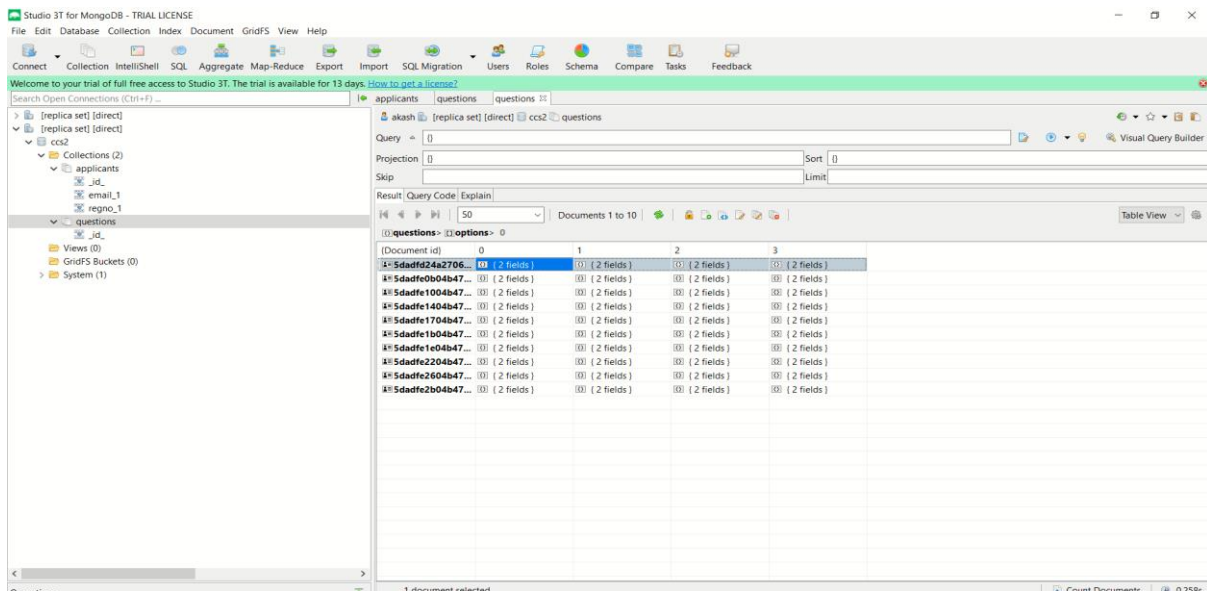 Studio 3T for MongoDB - TRIAL LICENSE
File Edit Database Collection Index Document GridFS View Help
Connect Collection IntelliShell SQL Aggregate Map-Reduce Export Import SQL Migration Users Roles Schema Compare Tasks Feedback
Welcome to your trial of full free access to Studio 3T. The trial is available for 13 days. How to get a license?
Search Open Connections (Ctrl+F) ...
[replica set] [direct]
[replica set] [direct]
ccs2
Collections (2)
applicants
_id_
email_1
regno_1
questions
_id_
Views (0)
GridFS Buckets (0)
System (1)
applicants questions questions
akash [replica set] [direct] ccs2 questions
Query {} Visual Query Builder
Projection {} Sort {}
Skip Limit
Result Query Code Explain
50 Documents 1 to 10 Table View
questions> options> 0
(Document id) 0 1 2 3
5dadfd24a2706... { 2 fields } { 2 fields } { 2 fields } { 2 fields }
5dadfe0b04b47... { 2 fields } { 2 fields } { 2 fields } { 2 fields }
5dadfe1004b47... { 2 fields } { 2 fields } { 2 fields } { 2 fields }
5dadfe1404b47... { 2 fields } { 2 fields } { 2 fields } { 2 fields }
5dadfe1704b47... { 2 fields } { 2 fields } { 2 fields } { 2 fields }
5dadfe1b04b47... { 2 fields } { 2 fields } { 2 fields } { 2 fields }
5dadfe1e04b47... { 2 fields } { 2 fields } { 2 fields } { 2 fields }
5dadfe2204b47... { 2 fields } { 2 fields } { 2 fields } { 2 fields }
5dadfe2604b47... { 2 fields } { 2 fields } { 2 fields } { 2 fields }
5dadfe2b04b47... { 2 fields } { 2 fields } { 2 fields } { 2 fields }
1 document selected Count Documents 0.259s